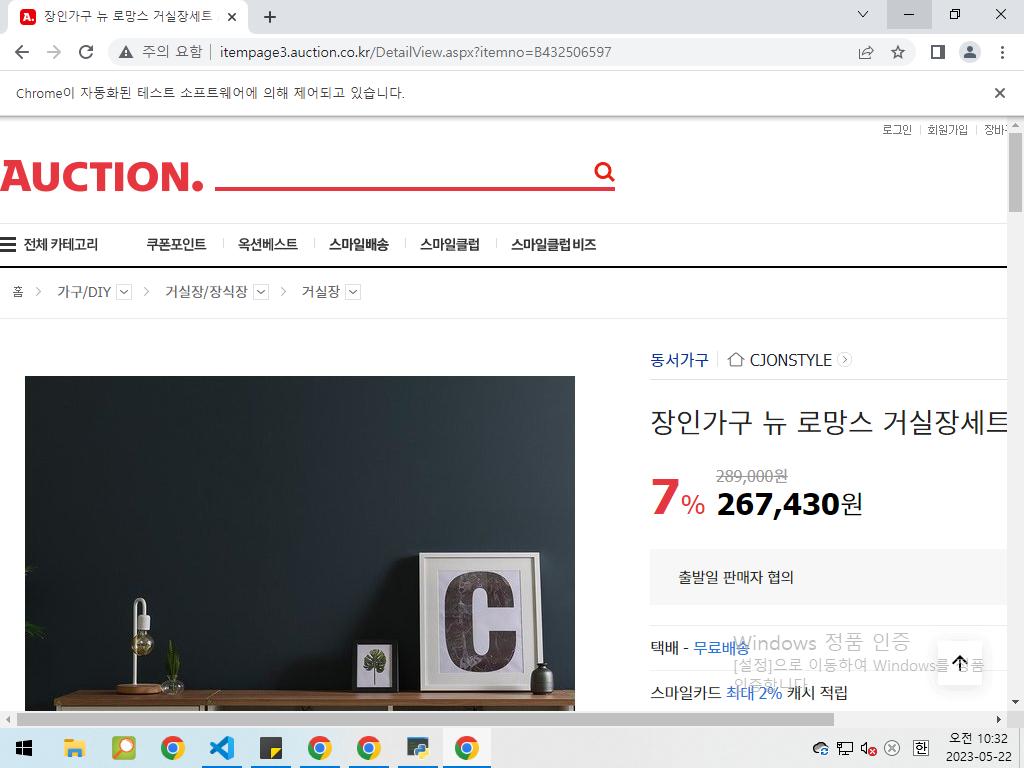 장인가구 뉴 로망스 거실장세트
주의 요함 | itempage3.auction.co.kr/DetailView.aspx?itemno=B432506597
Chrome이 자동화된 테스트 소프트웨어에 의해 제어되고 있습니다.
로그인 회원가입 장바
AUCTION.
전체 카테고리 쿠폰포인트 옥션베스트 스마일배송 스마일클럽 스마일클럽 비즈
홈 가구/DIY 거실장/장식장 거실장
동서가구 CJONSTYLE
장인가구 뉴 로망스 거실장세트
289,000원
7% 267,430원
출발일 판매자 협의
C
택배 - 무료배송
Windows 정품 인증
[설정]으로 이동하여 Windows를 정품
인증합니다.
스마일카드 최대 2% 캐시 적립
한
오전 10:32
2023-05-22